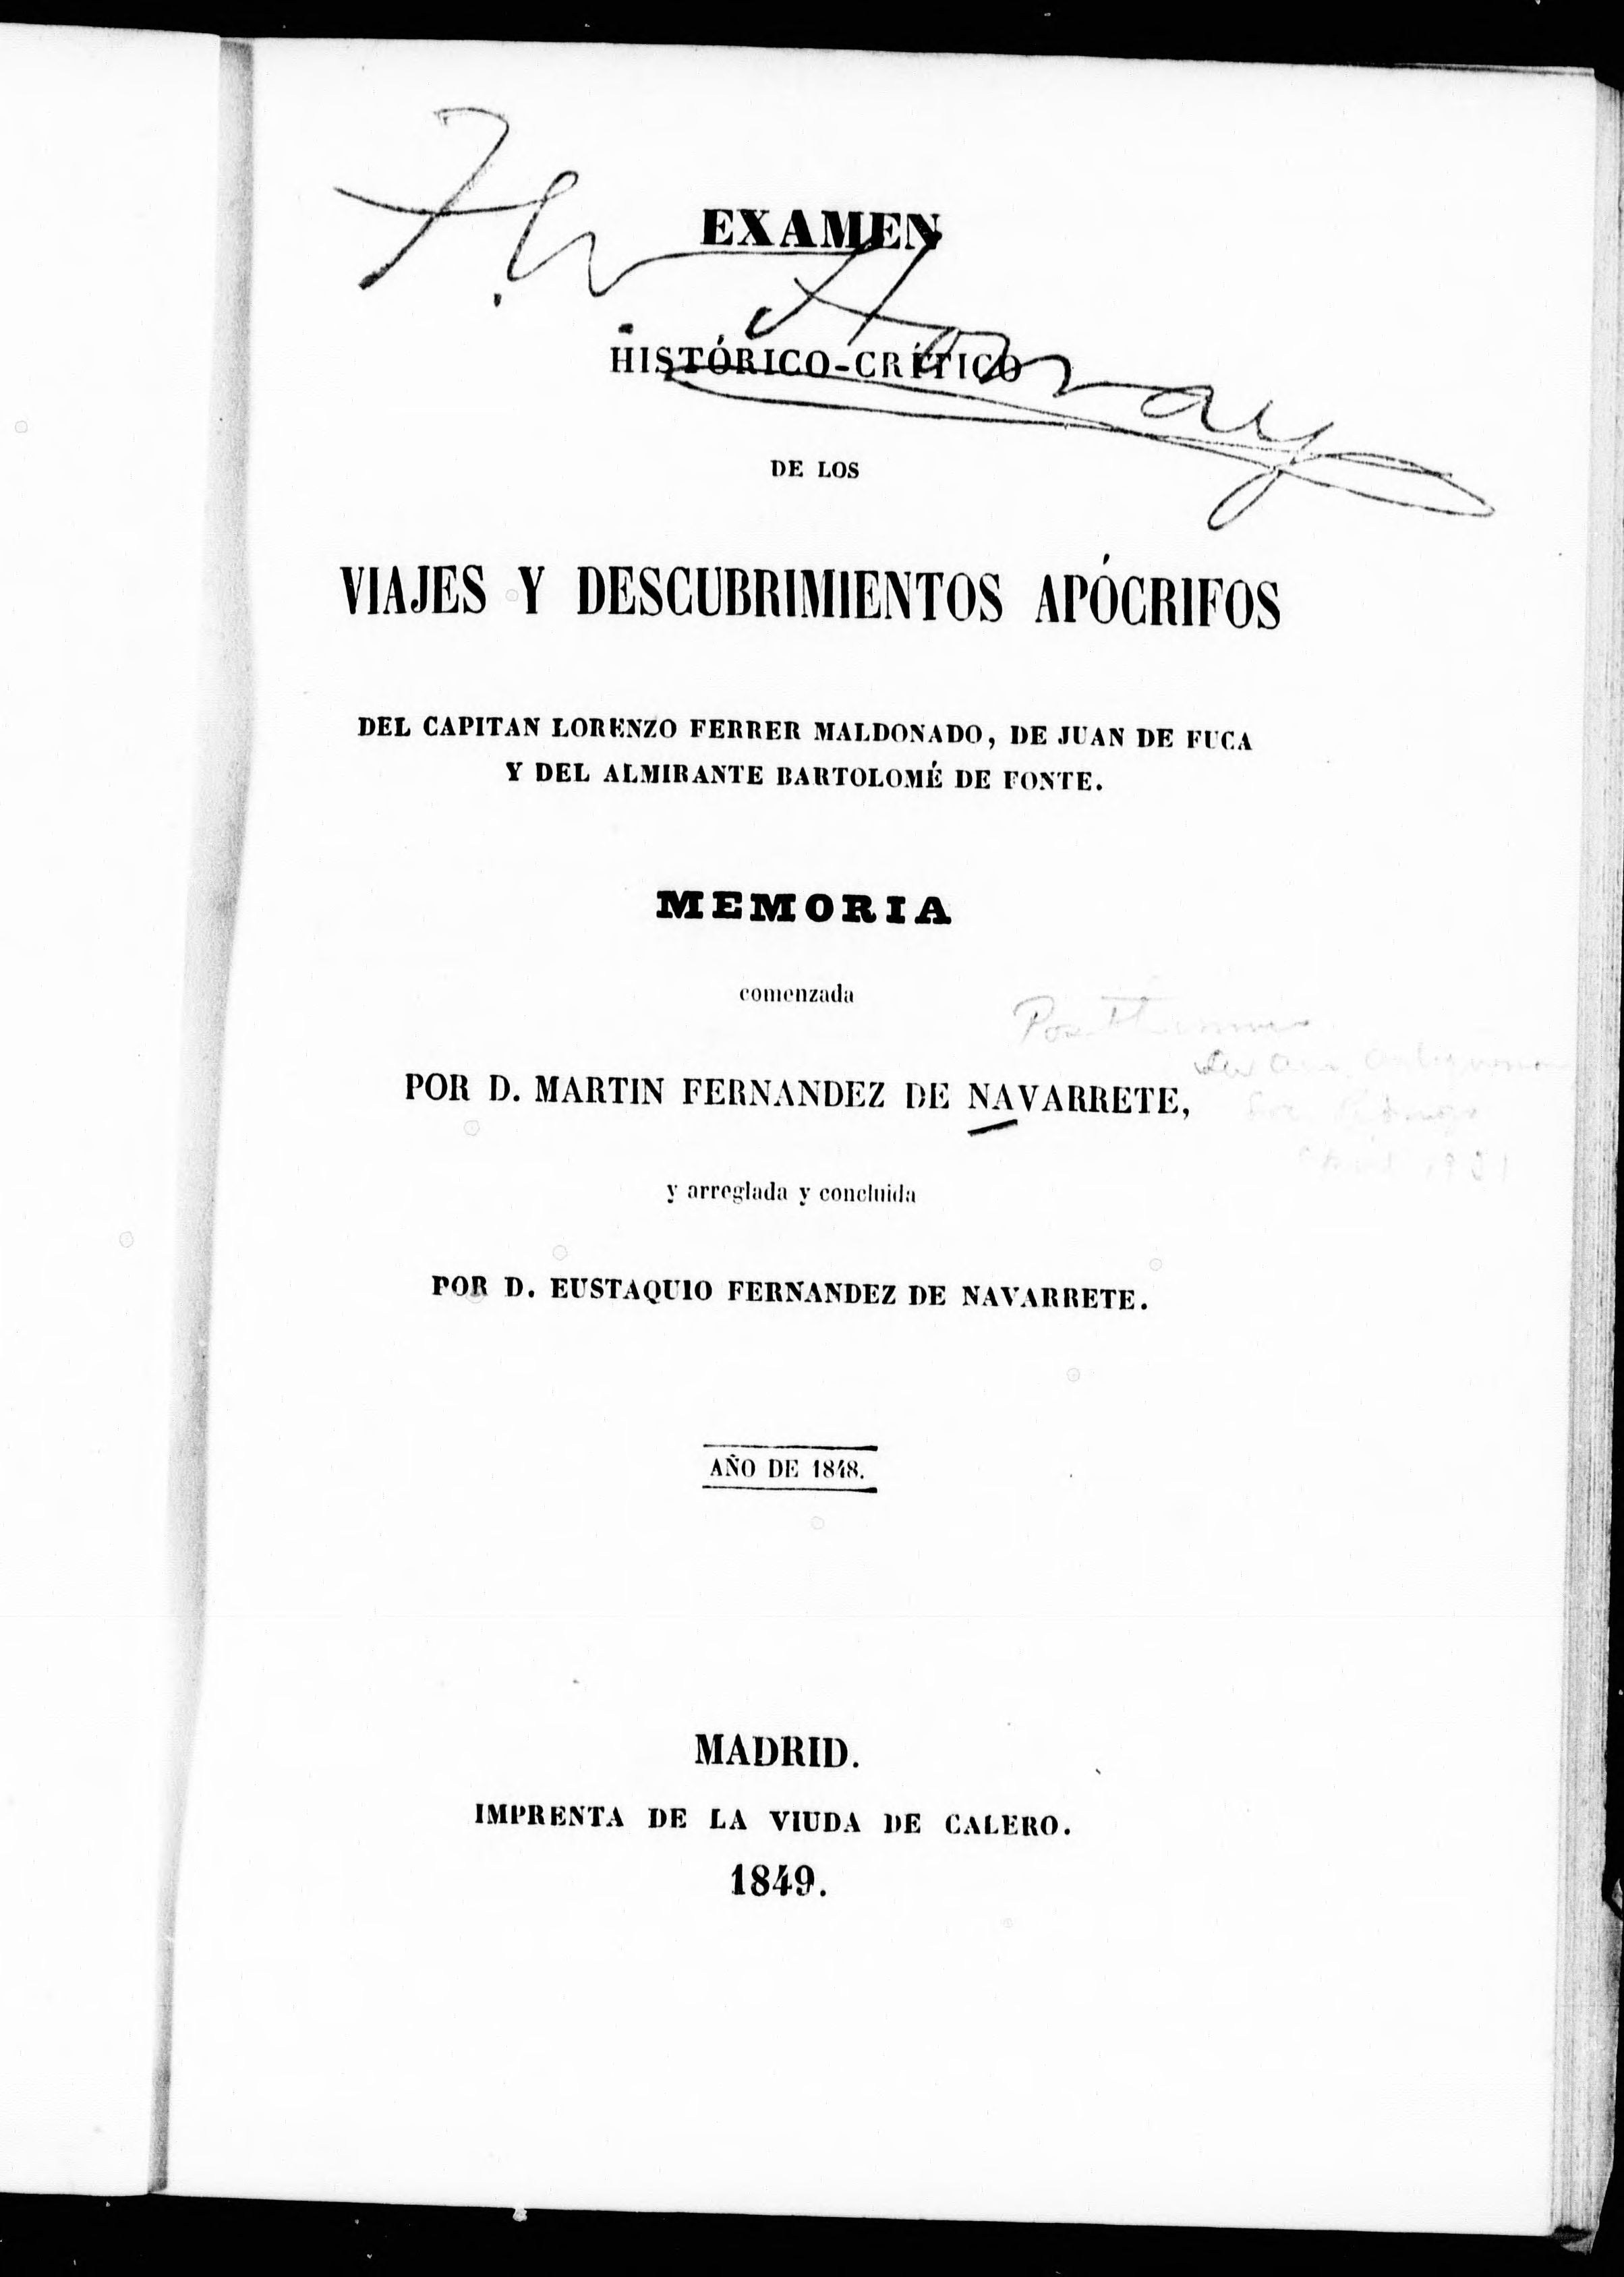 F.W. Howay
EXAMEN
HISTÓRICO-CRÍTICO
DE LOS
VIAJES Y DESCUBRIMIENTOS APÓCRIFOS
DEL CAPITAN LORENZO FERRER MALDONADO, DE JUAN DE FUCA
Y DEL ALMIRANTE BARTOLOMÉ DE FONTE.
MEMORIA
comenzada
POR D. MARTIN FERNANDEZ DE NAVARRETE,
y arreglada y concluida
POR D. EUSTAQUIO FERNANDEZ DE NAVARRETE.
AÑO DE 1848.
MADRID.
IMPRENTA DE LA VIUDA DE CALERO.
1849.